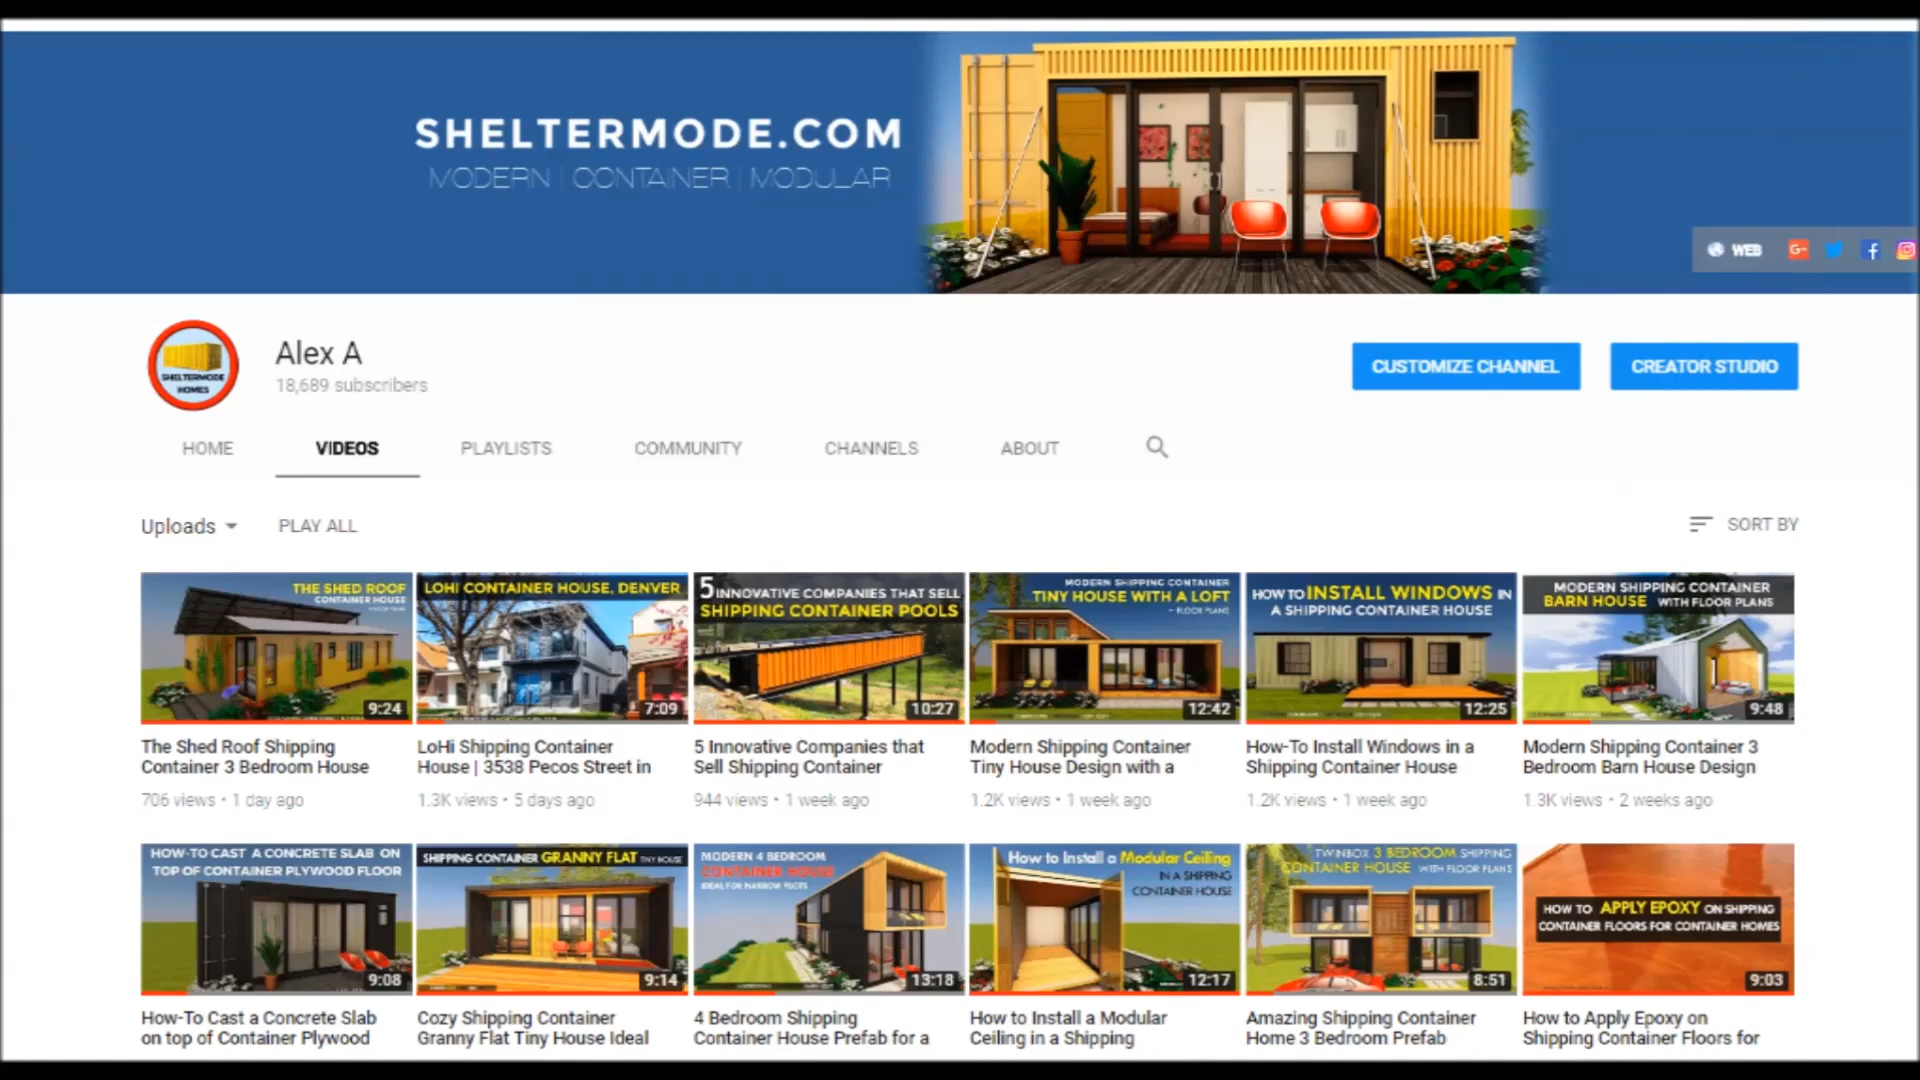 SHELTERMODE.COM
MODERN | CONTAINER | MODULAR
WEB
SHELTERMODE
HOMES
Alex A
18,689 subscribers
CUSTOMIZE CHANNEL
CREATOR STUDIO
HOME
VIDEOS
PLAYLISTS
COMMUNITY
CHANNELS
ABOUT
Uploads
PLAY ALL
SORT BY
THE SHED ROOF
CONTAINER HOUSE
9:24
The Shed Roof Shipping
Container 3 Bedroom House
706 views • 1 day ago
LOHI CONTAINER HOUSE, DENVER
7:09
LoHi Shipping Container
House | 3538 Pecos Street in
1.3K views • 5 days ago
5 INNOVATIVE COMPANIES THAT SELL
SHIPPING CONTAINER POOLS
10:27
5 Innovative Companies that
Sell Shipping Container
944 views • 1 week ago
MODERN SHIPPING CONTAINER
TINY HOUSE WITH A LOFT
FLOOR PLANS
12:42
Modern Shipping Container
Tiny House Design with a
1.2K views • 1 week ago
HOW TO INSTALL WINDOWS IN
A SHIPPING CONTAINER HOUSE
12:25
How-To Install Windows in a
Shipping Container House
1.2K views • 1 week ago
MODERN SHIPPING CONTAINER
BARN HOUSE WITH FLOOR PLANS
9:48
Modern Shipping Container 3
Bedroom Barn House Design
1.3K views • 2 weeks ago
HOW-TO CAST A CONCRETE SLAB ON
TOP OF CONTAINER PLYWOOD FLOOR
9:08
How-To Cast a Concrete Slab
on top of Container Plywood
SHIPPING CONTAINER GRANNY FLAT TINY HOUSE
9:14
Cozy Shipping Container
Granny Flat Tiny House Ideal
MODERN 4 BEDROOM
CONTAINER HOUSE
IDEAL FOR NARROW PLOTS
13:18
4 Bedroom Shipping
Container House Prefab for a
How to Install a Modular Ceiling
IN A SHIPPING
CONTAINER HOUSE
12:17
How to Install a Modular
Ceiling in a Shipping
TWINBOX 3 BEDROOM SHIPPING
CONTAINER HOUSE WITH FLOOR PLANS
8:51
Amazing Shipping Container
Home 3 Bedroom Prefab
HOW TO APPLY EPOXY ON SHIPPING
CONTAINER FLOORS FOR CONTAINER HOMES
9:03
How to Apply Epoxy on
Shipping Container Floors for